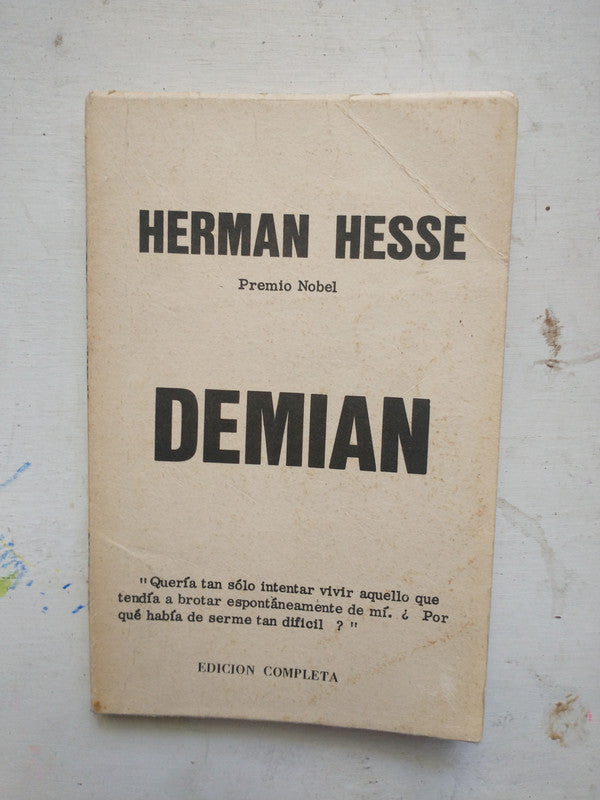 HERMAN HESSE
Premio Nobel
DEMIAN
"Quería tan sólo intentar vivir aquello que
tendía a brotar espontáneamente de mí. ¿ Por
qué había de serme tan dificil ? "
EDICION COMPLETA